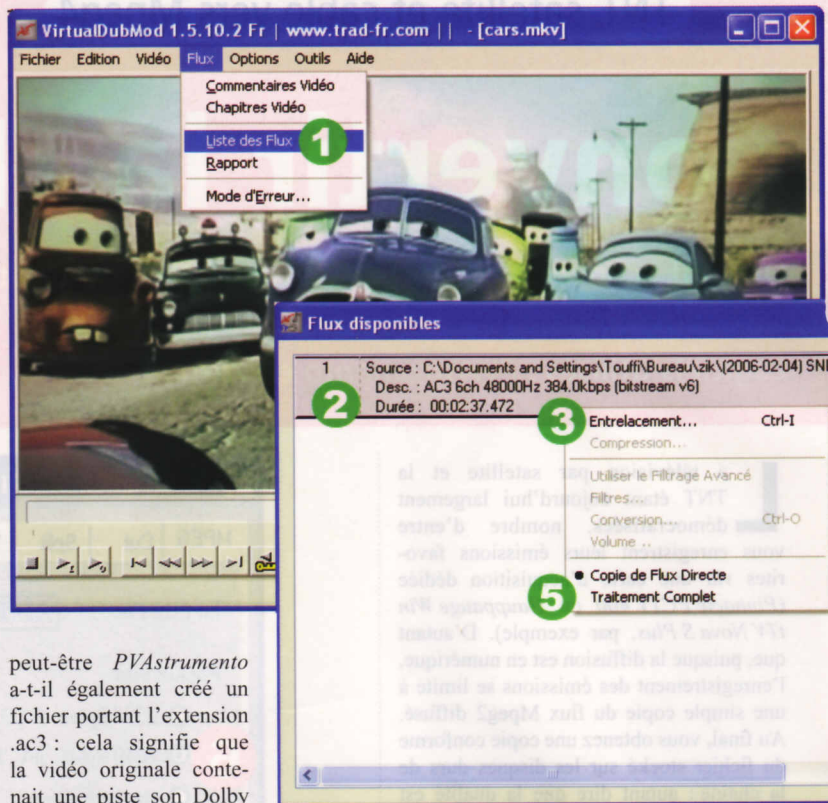 VirtualDubMod 1.5.10.2 Fr | www.trad-fr.com || - [cars.mkv]
Fichier Edition Vidéo Flux Options Outils Aide
Commentaires Vidéo
Chapitres Vidéo
Liste des Flux 1
Rapport
Mode d'Erreur...
Flux disponibles
1 Source : C:\Documents and Settings\Touffi\Bureau\zik\(2006-02-04) SNL
2 Desc. : AC3 6ch 48000Hz 384.0kbps (bitstream v6)
Durée : 00:02:37.472
3 Entrelacement... Ctrl-I
Compression...
Utiliser le Filtrage Avancé
Filtres...
Conversion... Ctrl-O
Volume ..
Copie de Flux Directe
5 Traitement Complet
peut-être PVAstrumento
a-t-il également créé un
fichier portant l'extension
.ac3 : cela signifie que
la vidéo originale conte-
nait une piste son Dolby